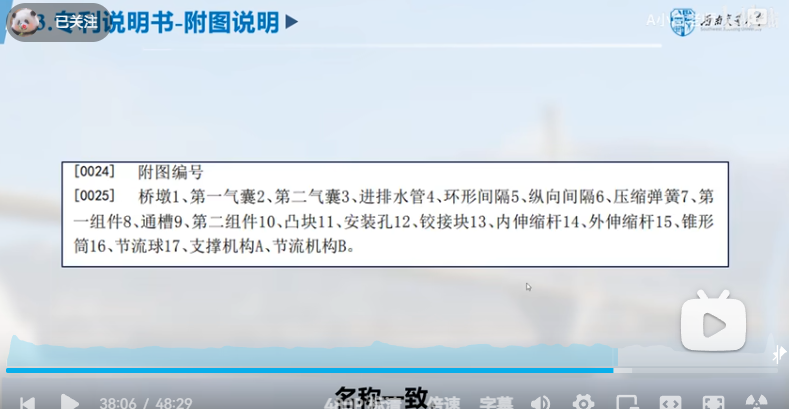 已关注
3.专利说明书-附图说明
[0024] 附图编号
[0025] 桥墩1、第一气囊2、第二气囊3、进排水管4、环形间隔5、纵向间隔6、压缩弹簧7、第
一组件8、通槽9、第二组件10、凸块11、安装孔12、铰接块13、内伸缩杆14、外伸缩杆15、锥形
筒16、节流球17、支撑机构A、节流机构B。
名称一致
38:06 / 48:29
倍速
字幕